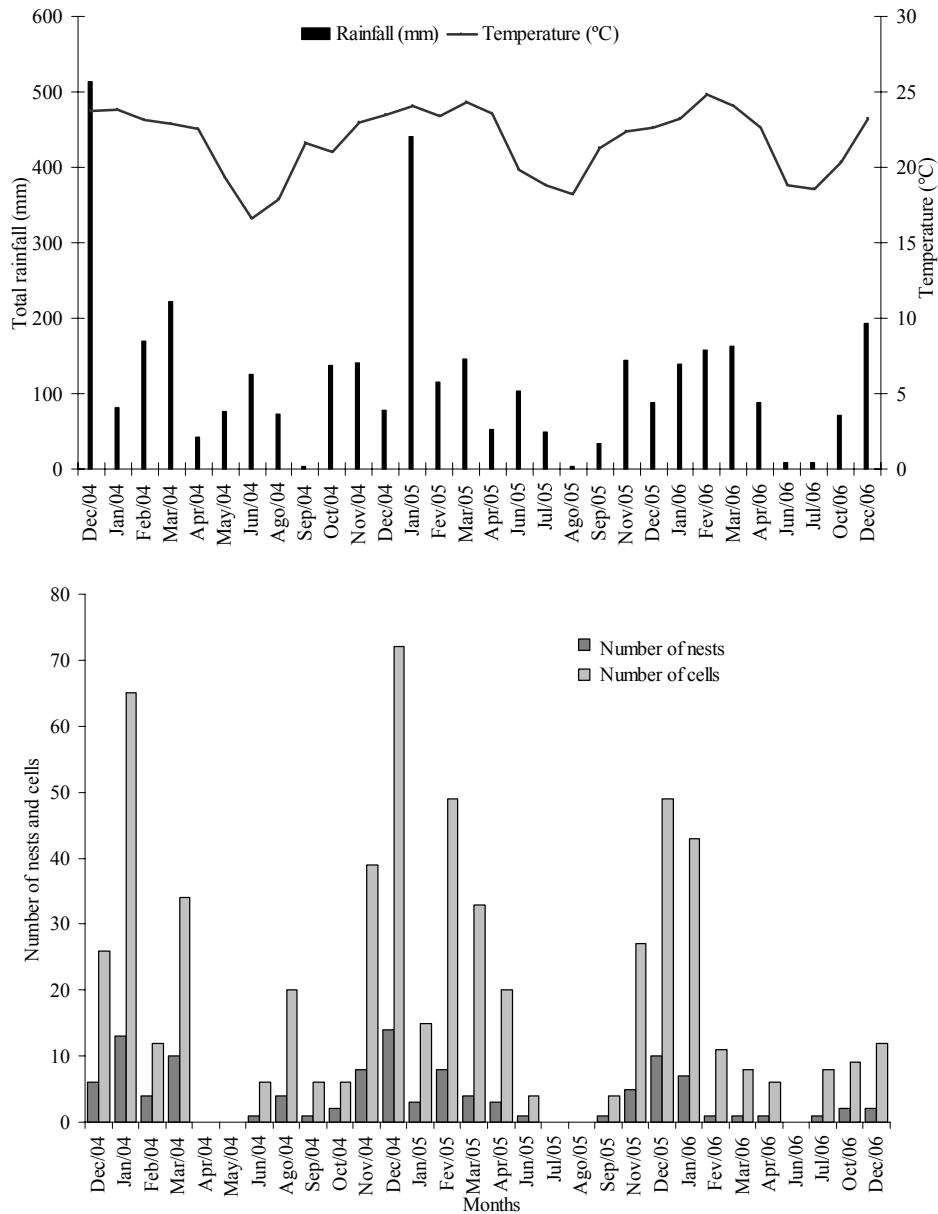 600
500
400
300
200
100
0
Total rainfall (mm)
Rainfall (mm)
Temperature (ºC)
30
25
20
15
10
5
0
Temperature (°C)
Dec/04
Jan/04
Feb/04
Mar/04
Apr/04
May/04
Jun/04
Ago/04
Sep/04
Oct/04
Nov/04
Dec/04
Jan/05
Fev/05
Mar/05
Apr/05
Jun/05
Jul/05
Ago/05
Sep/05
Nov/05
Dec/05
Jan/06
Fev/06
Mar/06
Apr/06
Jun/06
Jul/06
Oct/06
Dec/06
80
70
60
50
40
30
20
10
0
Number of nests and cells
Number of nests
Number of cells
Dec/04
Jan/04
Feb/04
Mar/04
Apr/04
May/04
Jun/04
Ago/04
Sep/04
Oct/04
Nov/04
Dec/04
Jan/05
Fev/05
Mar/05
Apr/05
Jun/05
Jul/05
Ago/05
Sep/05
Nov/05
Dec/05
Jan/06
Fev/06
Mar/06
Apr/06
Jun/06
Jul/06
Oct/06
Dec/06
Months